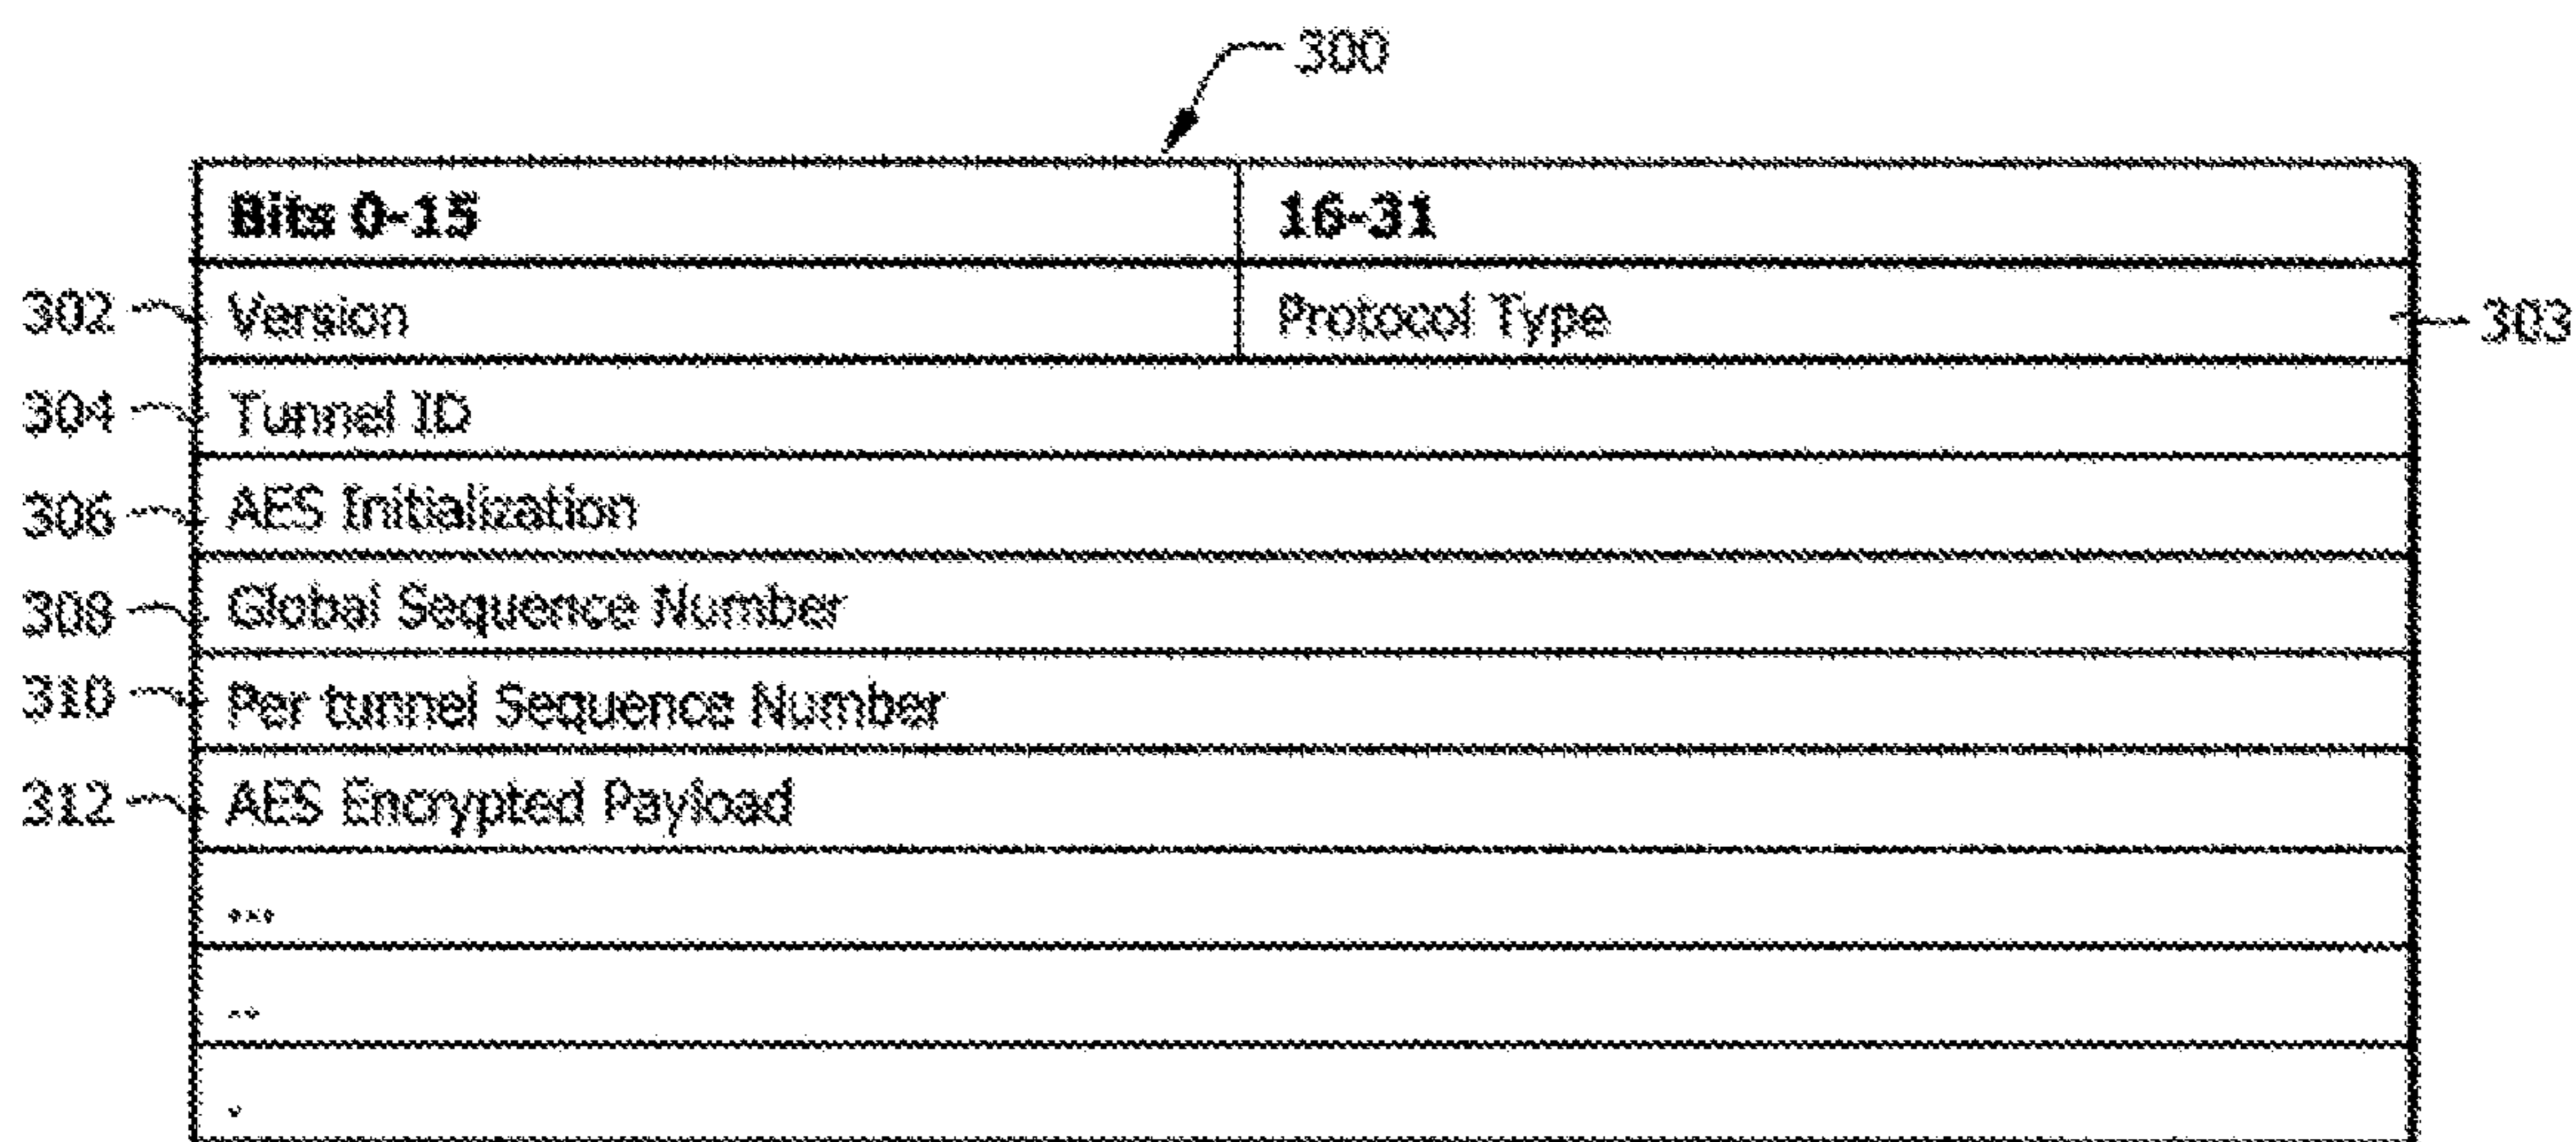 300
Bits 0-15 16-31
302 Version Protocol Type 303
304 Tunnel ID
306 AES Initialization
308 Global Sequence Number
310 Per tunnel Sequence Number
312 AES Encrypted Payload
...
..
.